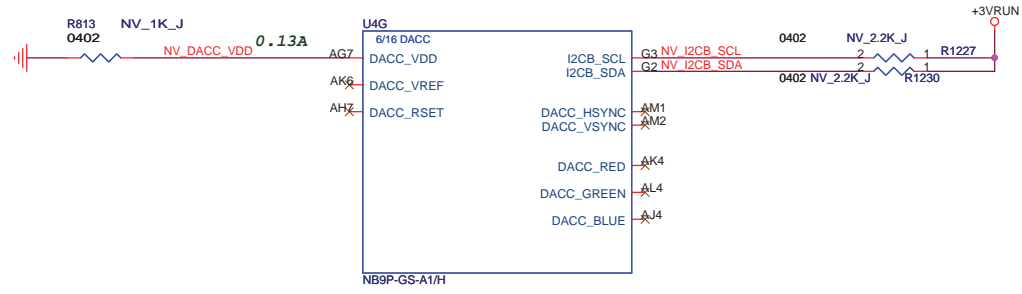 +3VRUN
R813 NV_1K_J
0402
NV_DACC_VDD 0.13A
U4G
6/16 DACC
AG7 DACC_VDD
AK6 DACC_VREF
AH7 DACC_RSET
I2CB_SCL G3 NV_I2CB_SCL
0402 NV_2.2K_J
2 1 R1227
I2CB_SDA G2 NV_I2CB_SDA
2 1
0402 NV_2.2K_J R1230
DACC_HSYNC AM1
DACC_VSYNC AM2
DACC_RED AK4
DACC_GREEN AL4
DACC_BLUE AJ4
NB9P-GS-A1/H